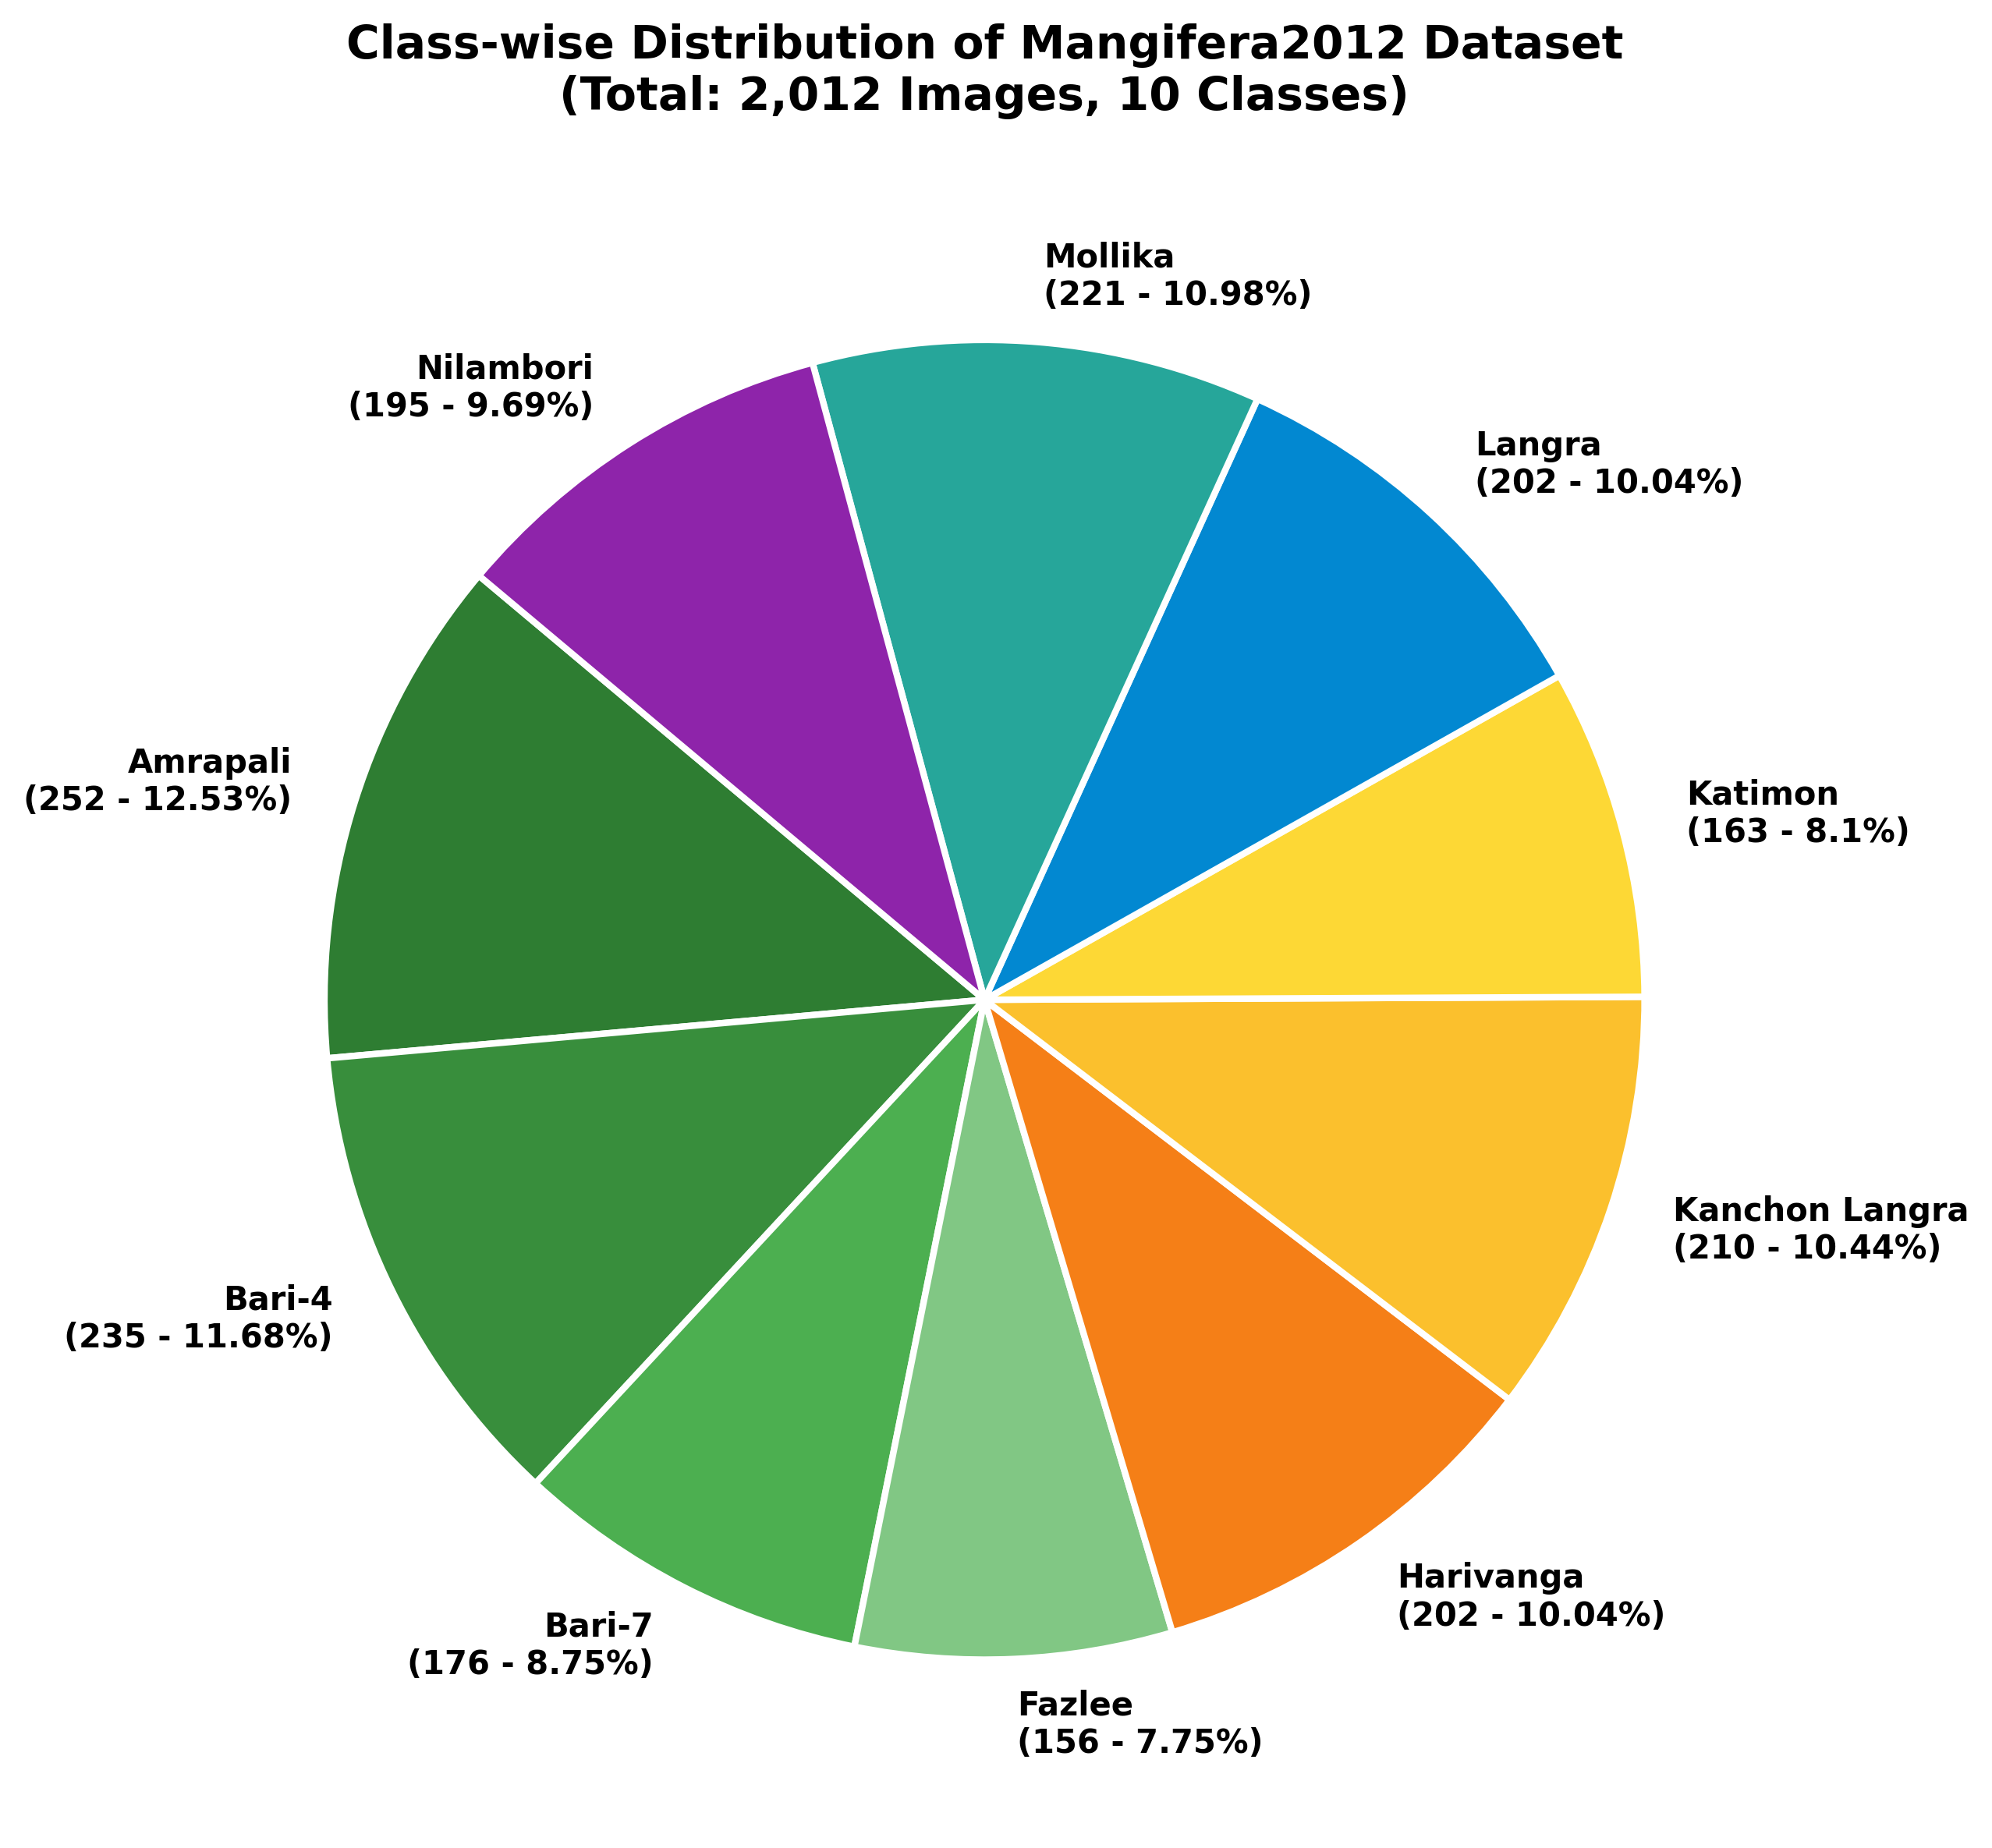 Class-wise Distribution of Mangifera2012 Dataset
(Total: 2,012 Images, 10 Classes)
Mollika
(221 - 10.98%)
Nilambori
(195 - 9.69%)
Langra
(202 - 10.04%)
Amrapali
(252 - 12.53%)
Katimon
(163 - 8.1%)
Kanchon Langra
(210 - 10.44%)
Bari-4
(235 - 11.68%)
Harivanga
(202 - 10.04%)
Bari-7
(176 - 8.75%)
Fazlee
(156 - 7.75%)